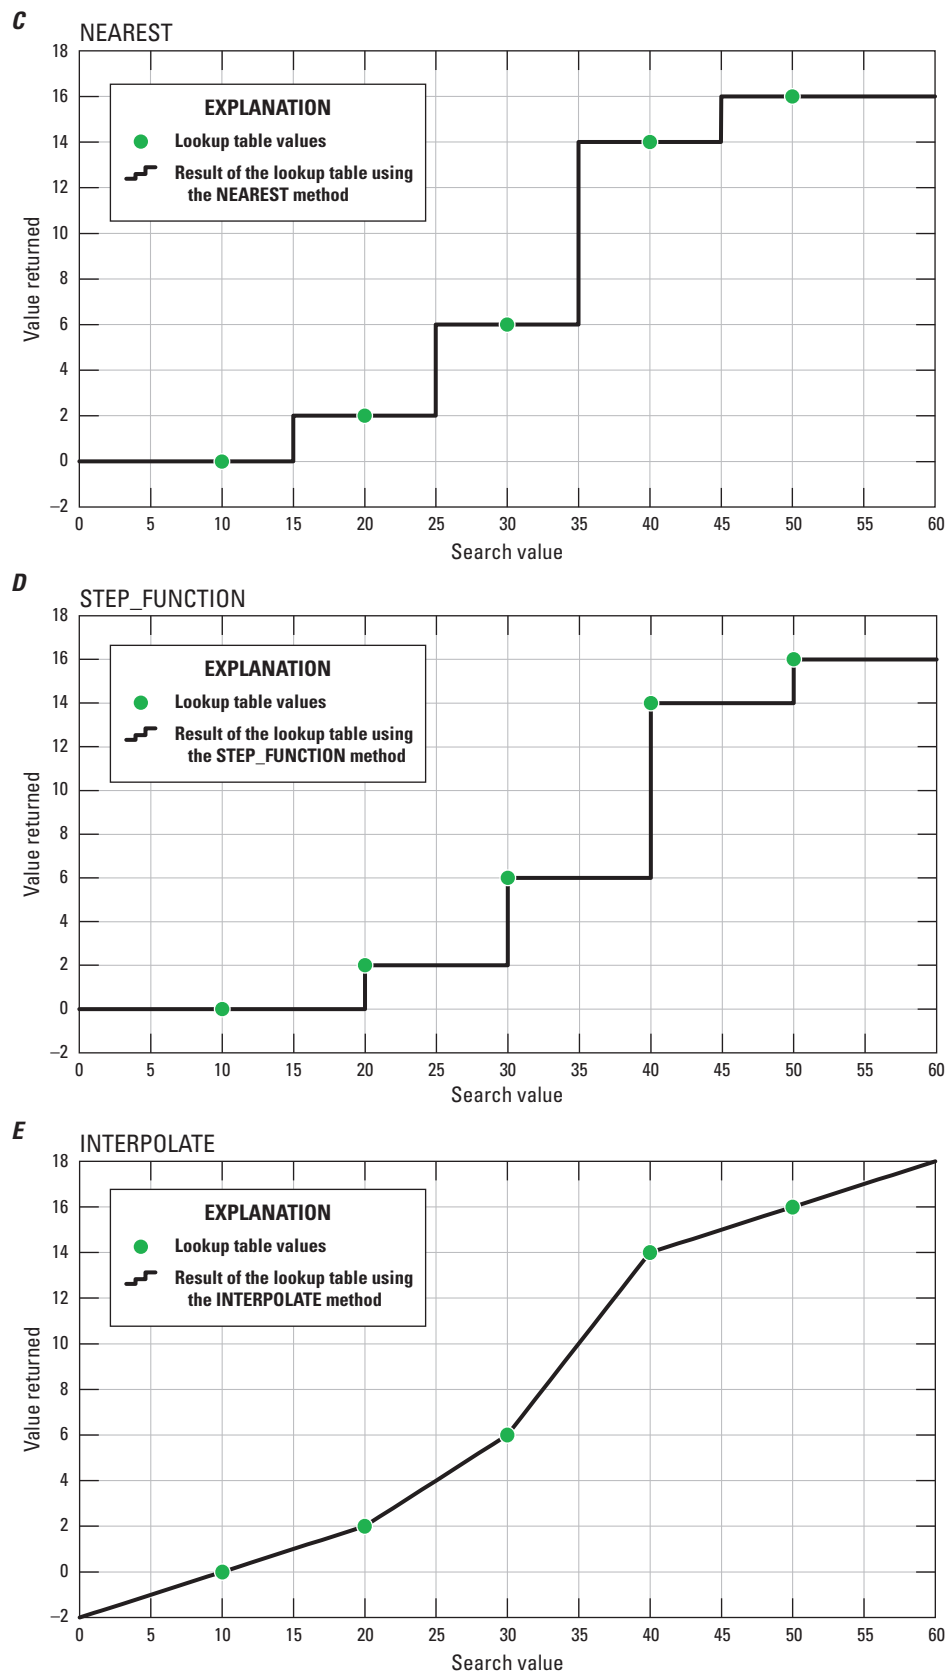 C
NEAREST
18
16
14
12
10
8
6
4
2
0
–2
Value returned
EXPLANATION
Lookup table values
Result of the lookup table using
the NEAREST method
0 5 10 15 20 25 30 35 40 45 50 55 60
Search value
D
STEP_FUNCTION
18
16
14
12
10
8
6
4
2
0
–2
Value returned
EXPLANATION
Lookup table values
Result of the lookup table using
the STEP_FUNCTION method
0 5 10 15 20 25 30 35 40 45 50 55 60
Search value
E
INTERPOLATE
18
16
14
12
10
8
6
4
2
0
–2
Value returned
EXPLANATION
Lookup table values
Result of the lookup table using
the INTERPOLATE method
0 5 10 15 20 25 30 35 40 45 50 55 60
Search value